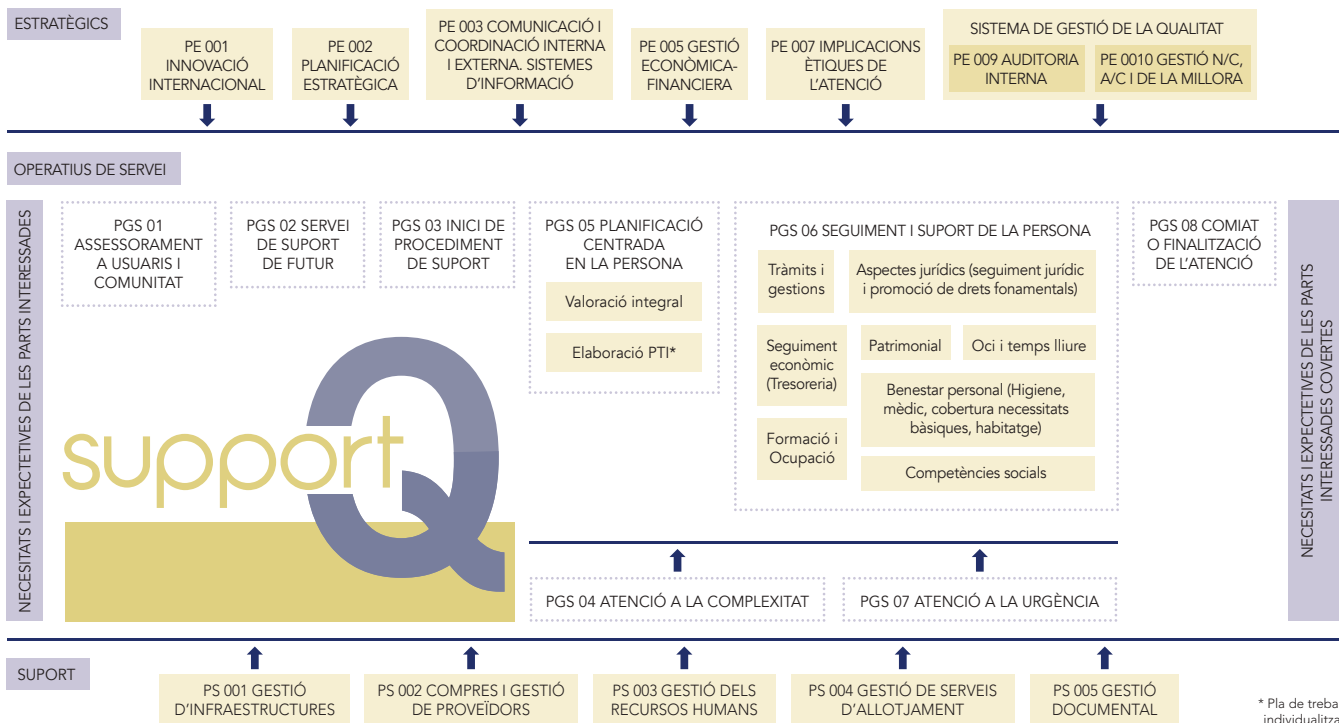 ESTRATÈGICS
PE 001
INNOVACIÓ
INTERNACIONAL
PE 002
PLANIFICACIÓ
ESTRATÈGICA
PE 003 COMUNICACIÓ I
COORDINACIÓ INTERNA
I EXTERNA. SISTEMES
D'INFORMACIÓ
PE 005 GESTIÓ
ECONÒMICA-
FINANCIERA
PE 007 IMPLICACIONS
ÈTIQUES DE
L'ATENCIÓ
SISTEMA DE GESTIÓ DE LA QUALITAT
PE 009 AUDITORIA
INTERNA
PE 0010 GESTIÓ N/C,
A/C I DE LA MILLORA
OPERATIUS DE SERVEI
NECESITATS I EXPECTETIVES DE LES PARTS INTERESSADES
PGS 01
ASSESSORAMENT
A USUARIS I
COMUNITAT
PGS 02 SERVEI
DE SUPORT
DE FUTUR
PGS 03 INICI DE
PROCEDIMENT
DE SUPORT
PGS 05 PLANIFICACIÓ
CENTRADA
EN LA PERSONA
Valoració integral
Elaboració PTI*
PGS 06 SEGUIMENT I SUPORT DE LA PERSONA
Tràmits i
gestions
Aspectes jurídics (seguiment jurídic
i promoció de drets fonamentals)
Seguiment
econòmic
(Tresoreria)
Patrimonial
Oci i temps lliure
Benestar personal (Higiene,
mèdic, cobertura necessitats
bàsiques, habitatge)
Formació i
Ocupació
Competències socials
PGS 08 COMIAT
O FINALITZACIÓ
DE L'ATENCIÓ
NECESITATS I EXPECTETIVES DE LES PARTS
INTERESSADES COVERTES
support Q
PGS 04 ATENCIÓ A LA COMPLEXITAT
PGS 07 ATENCIÓ A LA URGÈNCIA
SUPORT
PS 001 GESTIÓ
D'INFRAESTRUCTURES
PS 002 COMPRES I GESTIÓ
DE PROVEÏDORS
PS 003 GESTIÓ DELS
RECURSOS HUMANS
PS 004 GESTIÓ DE SERVEIS
D'ALLOTJAMENT
PS 005 GESTIÓ
DOCUMENTAL
* Pla de